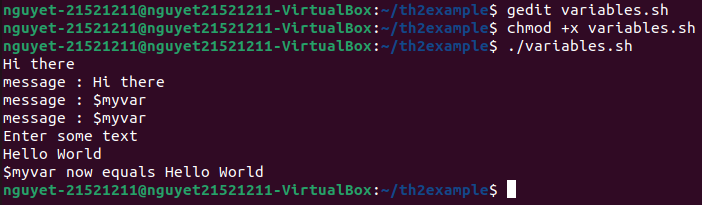 nguyet-21521211@nguyet21521211-VirtualBox:~/th2example$ gedit variables.sh
nguyet-21521211@nguyet21521211-VirtualBox:~/th2example$ chmod +x variables.sh
nguyet-21521211@nguyet21521211-VirtualBox:~/th2example$ ./variables.sh
Hi there
message : Hi there
message : $myvar
message : $myvar
Enter some text
Hello World
$myvar now equals Hello World
nguyet-21521211@nguyet21521211-VirtualBox:~/th2example$